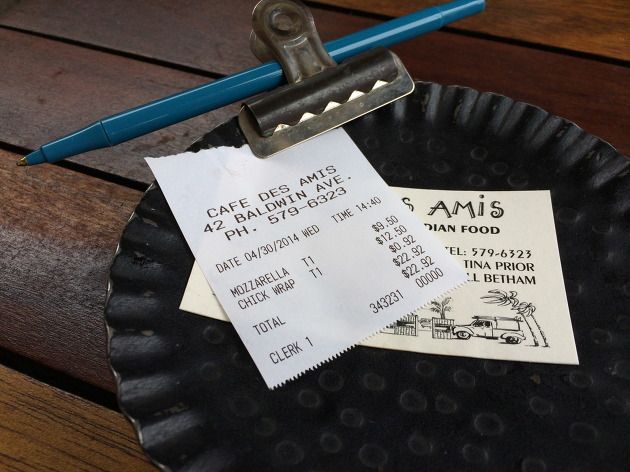 CAFE DES AMIS
42 BALDWIN AVE.
PH. 579-6323
DATE 04/30/2014 WED TIME 14:40
MOZZARELLA T1 $9.50
CHICK WRAP T1 $12.50
$0.92
TOTAL $22.92
$22.92
CLERK 1 343231 00000
S AMIS
DIAN FOOD
TEL: 579-6323
TINA PRIOR
LL BETHAM